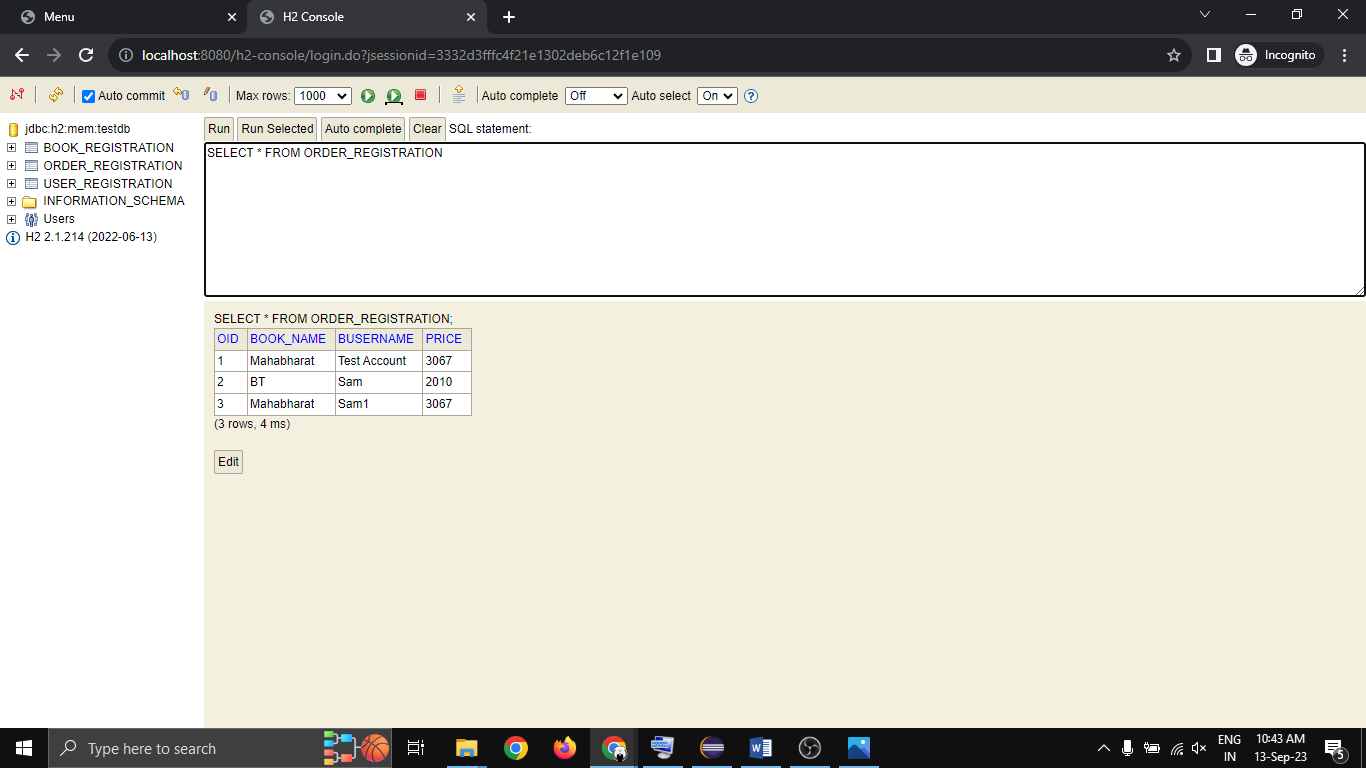 Menu
H2 Console
localhost:8080/h2-console/login.do?jsessionid=3332d3fffc4f21e1302deb6c12f1e109
Incognito
Auto commit
Max rows: 1000
Auto complete Off
Auto select On
jdbc:h2:mem:testdb
BOOK_REGISTRATION
ORDER_REGISTRATION
USER_REGISTRATION
INFORMATION_SCHEMA
Users
H2 2.1.214 (2022-06-13)
Run Run Selected Auto complete Clear SQL statement:
SELECT * FROM ORDER_REGISTRATION
SELECT * FROM ORDER_REGISTRATION;
OID BOOK_NAME BUSERNAME PRICE
1 Mahabharat Test Account 3067
2 BT Sam 2010
3 Mahabharat Sam1 3067
(3 rows, 4 ms)
Edit
Type here to search
ENG
IN
10:43 AM
13-Sep-23
5